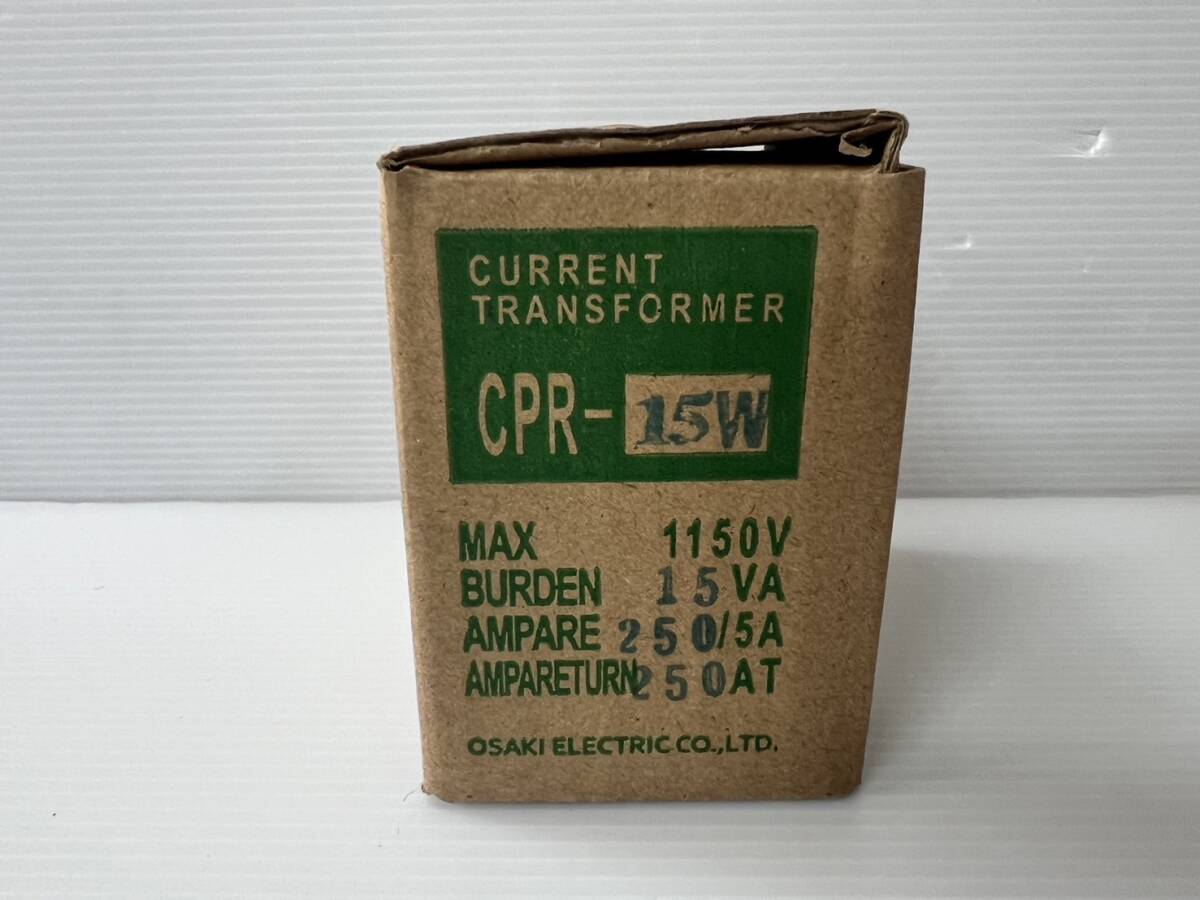 CURRENT
TRANSFORMER
CPR-15W
MAX 1150V
BURDEN 15VA
AMPARE 250/5A
AMPARETURN 250AT
OSAKI ELECTRIC CO.,LTD.